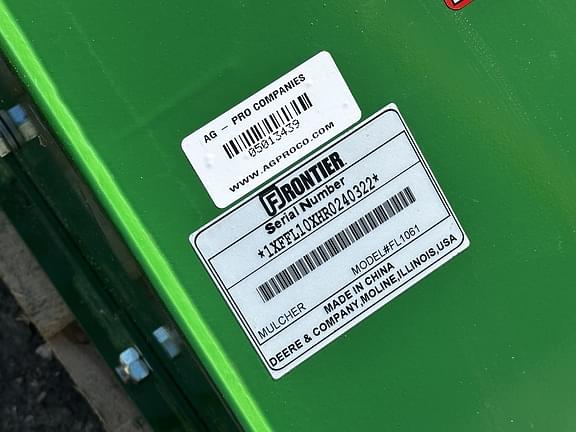 AG - PRO COMPANIES
05013439
WWW.AGPROCO.COM
FRONTIER
Serial Number
*1XFFL10XHR0240322*
MULCHER MODEL#FL1061
MADE IN CHINA
DEERE & COMPANY,MOLINE,ILLINOIS,USA